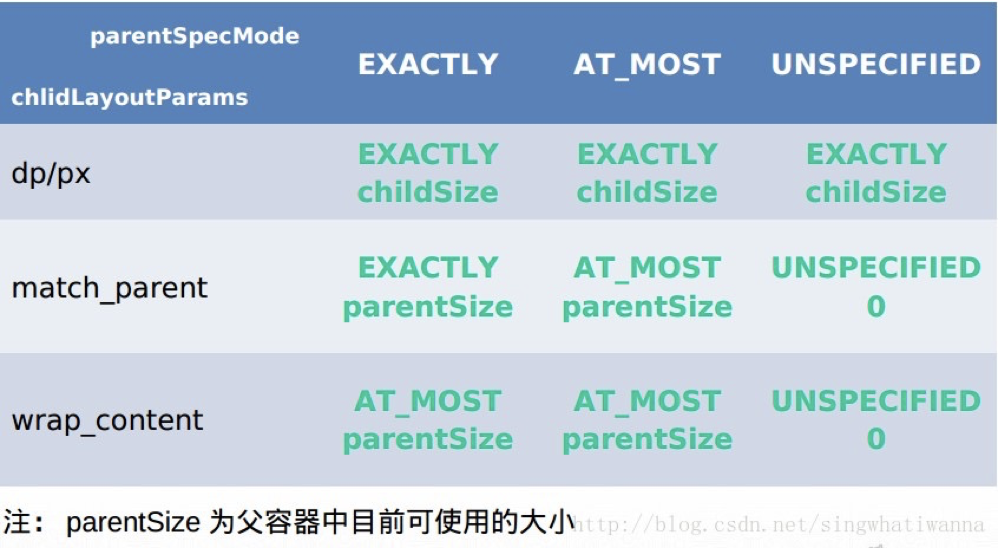 parentSpecMode
chlidLayoutParams
EXACTLY AT_MOST UNSPECIFIED
dp/px
EXACTLY EXACTLY EXACTLY
childSize childSize childSize
match_parent
EXACTLY AT_MOST UNSPECIFIED
parentSize parentSize 0
wrap_content
AT_MOST AT_MOST UNSPECIFIED
parentSize parentSize 0
注： parentSize 为父容器中目前可使用的大小
http://blog.csdn.net/singwhatiwanna